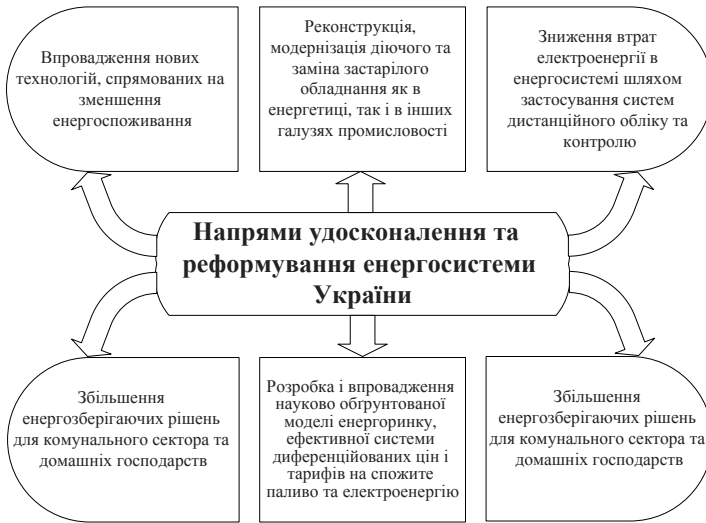 Впровадження нових
технологій, спрямованих на
зменшення
енергоспоживання
Реконструкція,
модернізація діючого та
заміна застарілого
обладнання як в
енергетиці, так і в інших
галузях промисловості
Зниження втрат
електроенергії в
енергосистемі шляхом
застосування систем
дистанційного обліку та
контролю
Напрями удосконалення та
реформування енергосистеми
України
Збільшення
енергозберігаючих рішень
для комунального сектора та
домашніх господарств
Розробка і впровадження
науково обґрунтованої
моделі енергоринку,
ефективної системи
диференційованих цін і
тарифів на спожите
паливо та електроенергію
Збільшення
енергозберігаючих рішень
для комунального сектора та
домашніх господарств